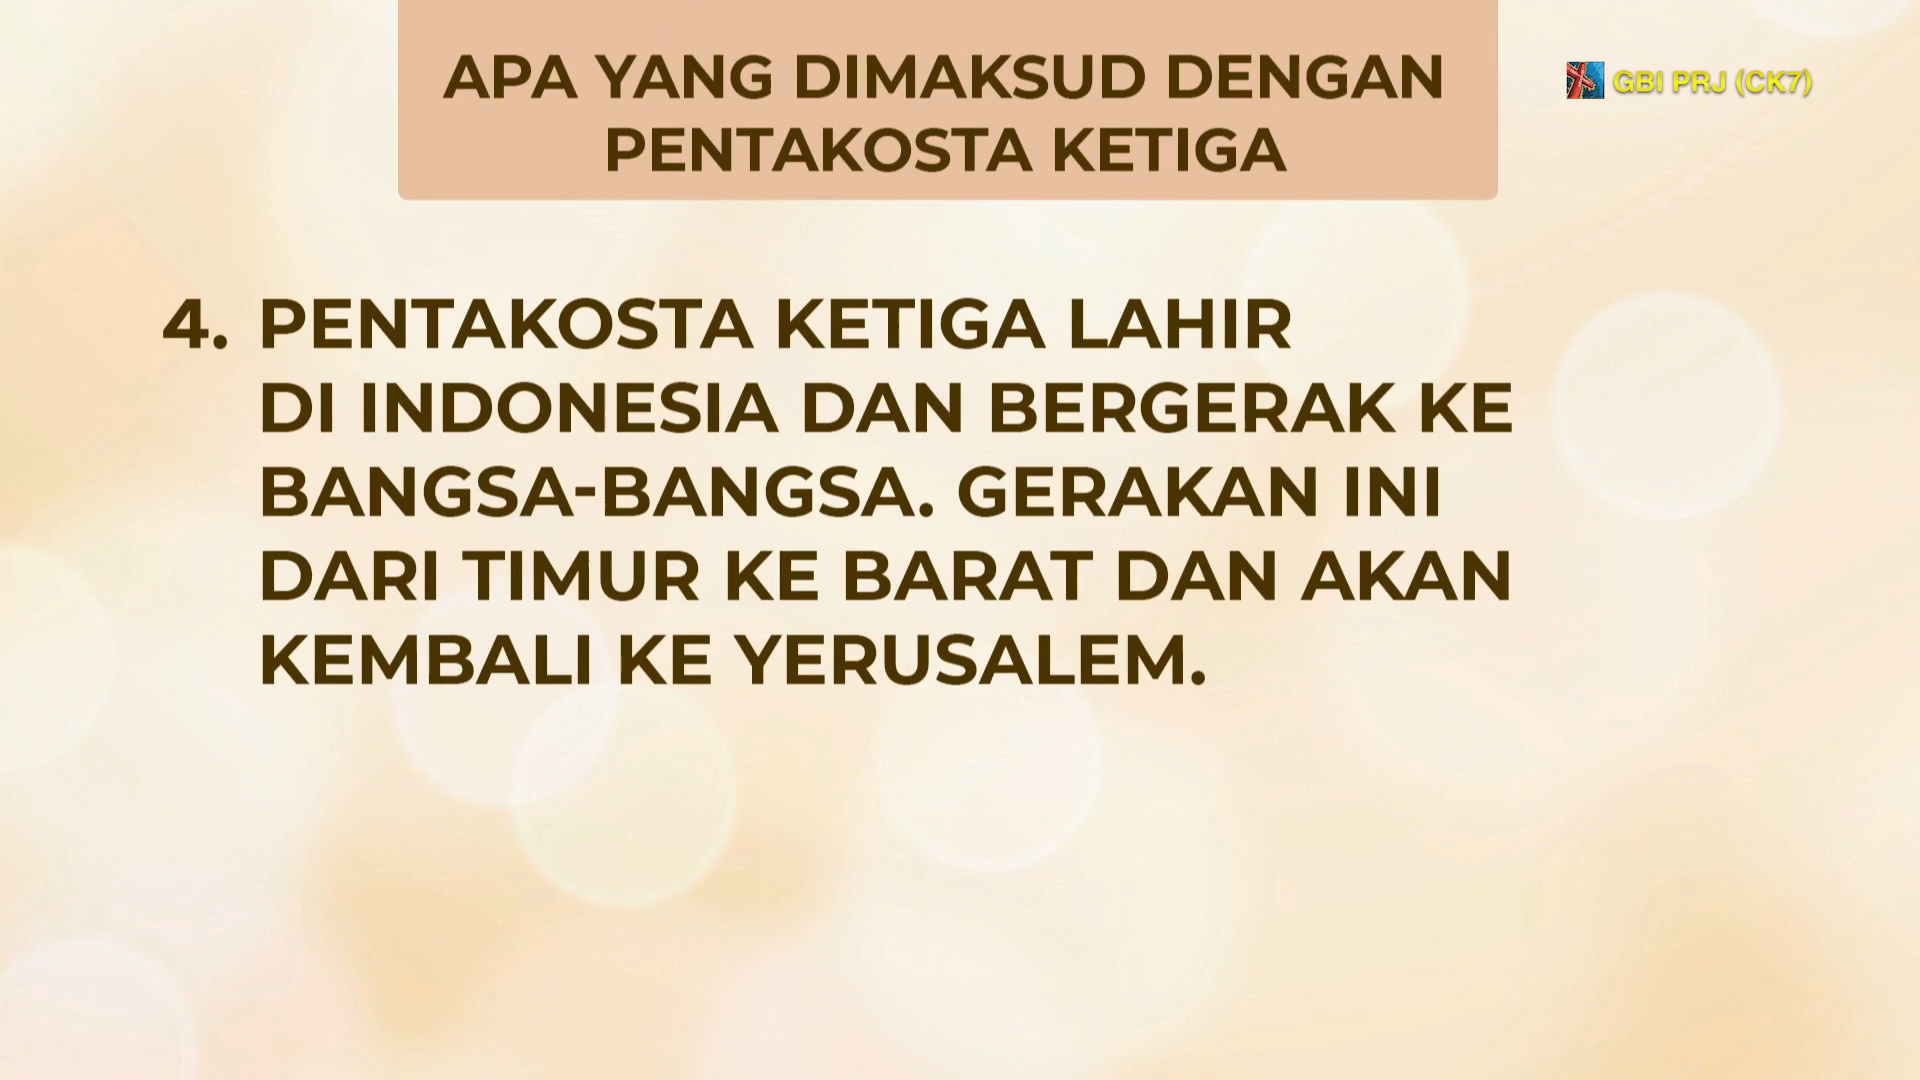 APA YANG DIMAKSUD DENGAN
PENTAKOSTA KETIGA
GBI PRJ (CK7)
4. PENTAKOSTA KETIGA LAHIR
DI INDONESIA DAN BERGERAK KE
BANGSA-BANGSA. GERAKAN INI
DARI TIMUR KE BARAT DAN AKAN
KEMBALI KE YERUSALEM.